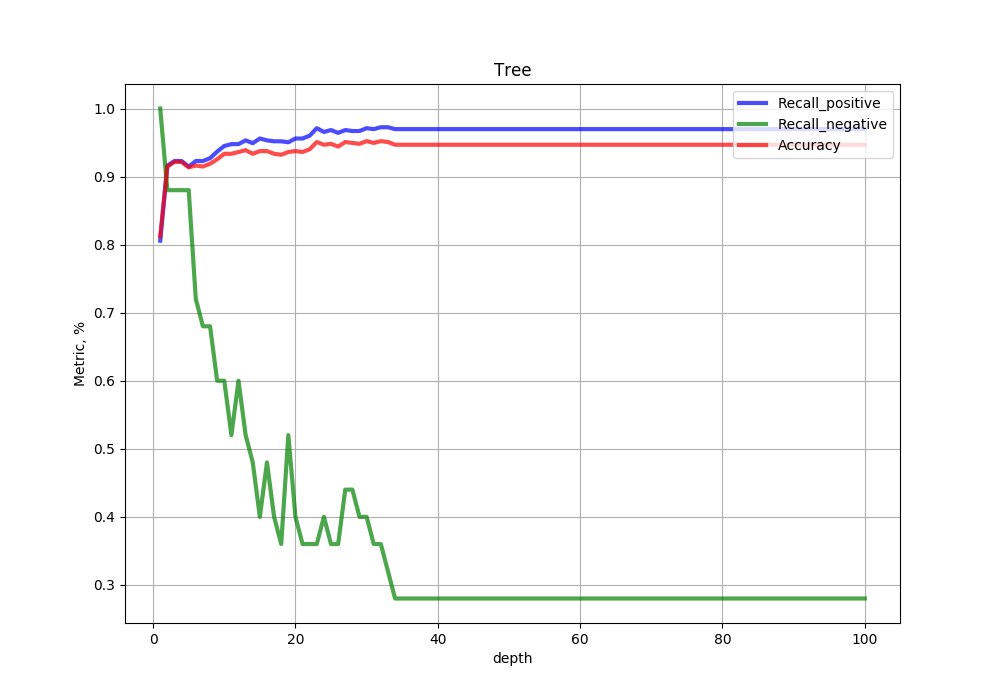 Tree
Recall_positive
Recall_negative
Accuracy
1.0
0.9
0.8
0.7
0.6
0.5
0.4
0.3
Metric, %
0
20
40
60
80
100
depth